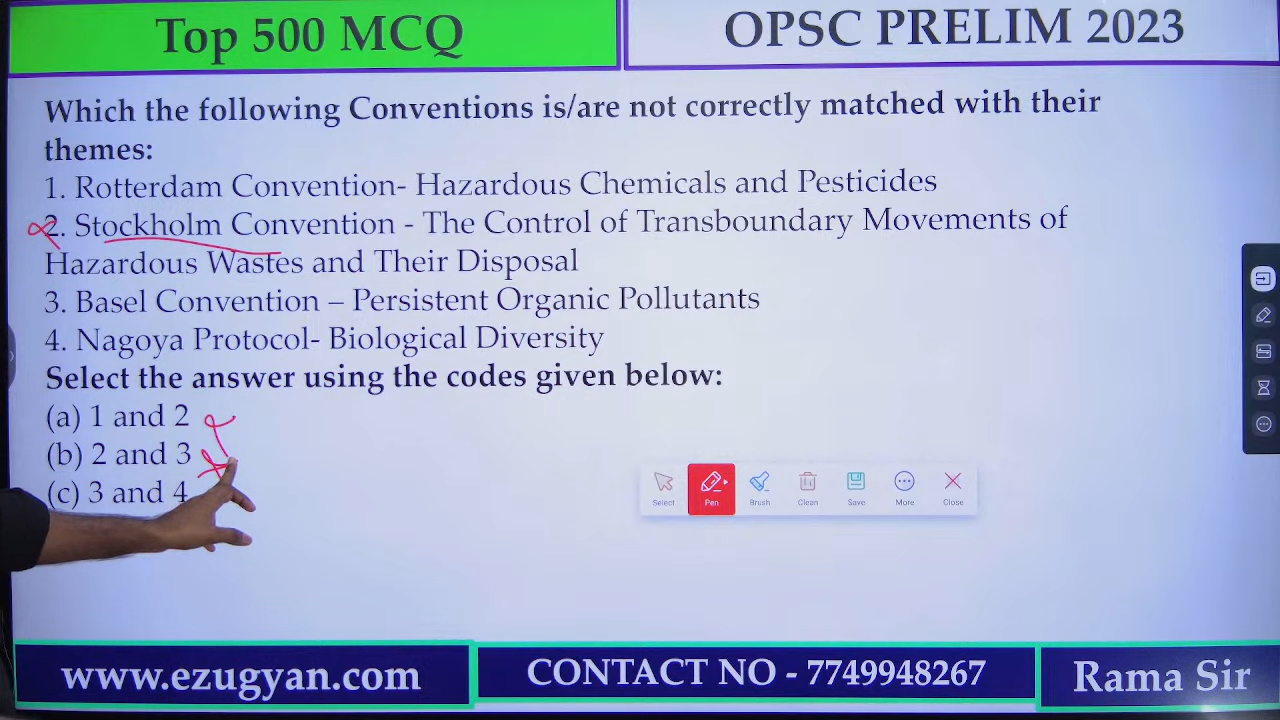 Top 500 MCQ
OPSC PRELIM 2023
Which the following Conventions is/are not correctly matched with their
themes:
1. Rotterdam Convention- Hazardous Chemicals and Pesticides
2. Stockholm Convention - The Control of Transboundary Movements of
Hazardous Wastes and Their Disposal
3. Basel Convention – Persistent Organic Pollutants
4. Nagoya Protocol- Biological Diversity
Select the answer using the codes given below:
(a) 1 and 2
(b) 2 and 3
(c) 3 and 4
Select
Pen
Brush
Clean
Save
More
Close
www.ezugyan.com
CONTACT NO - 7749948267
Rama Sir